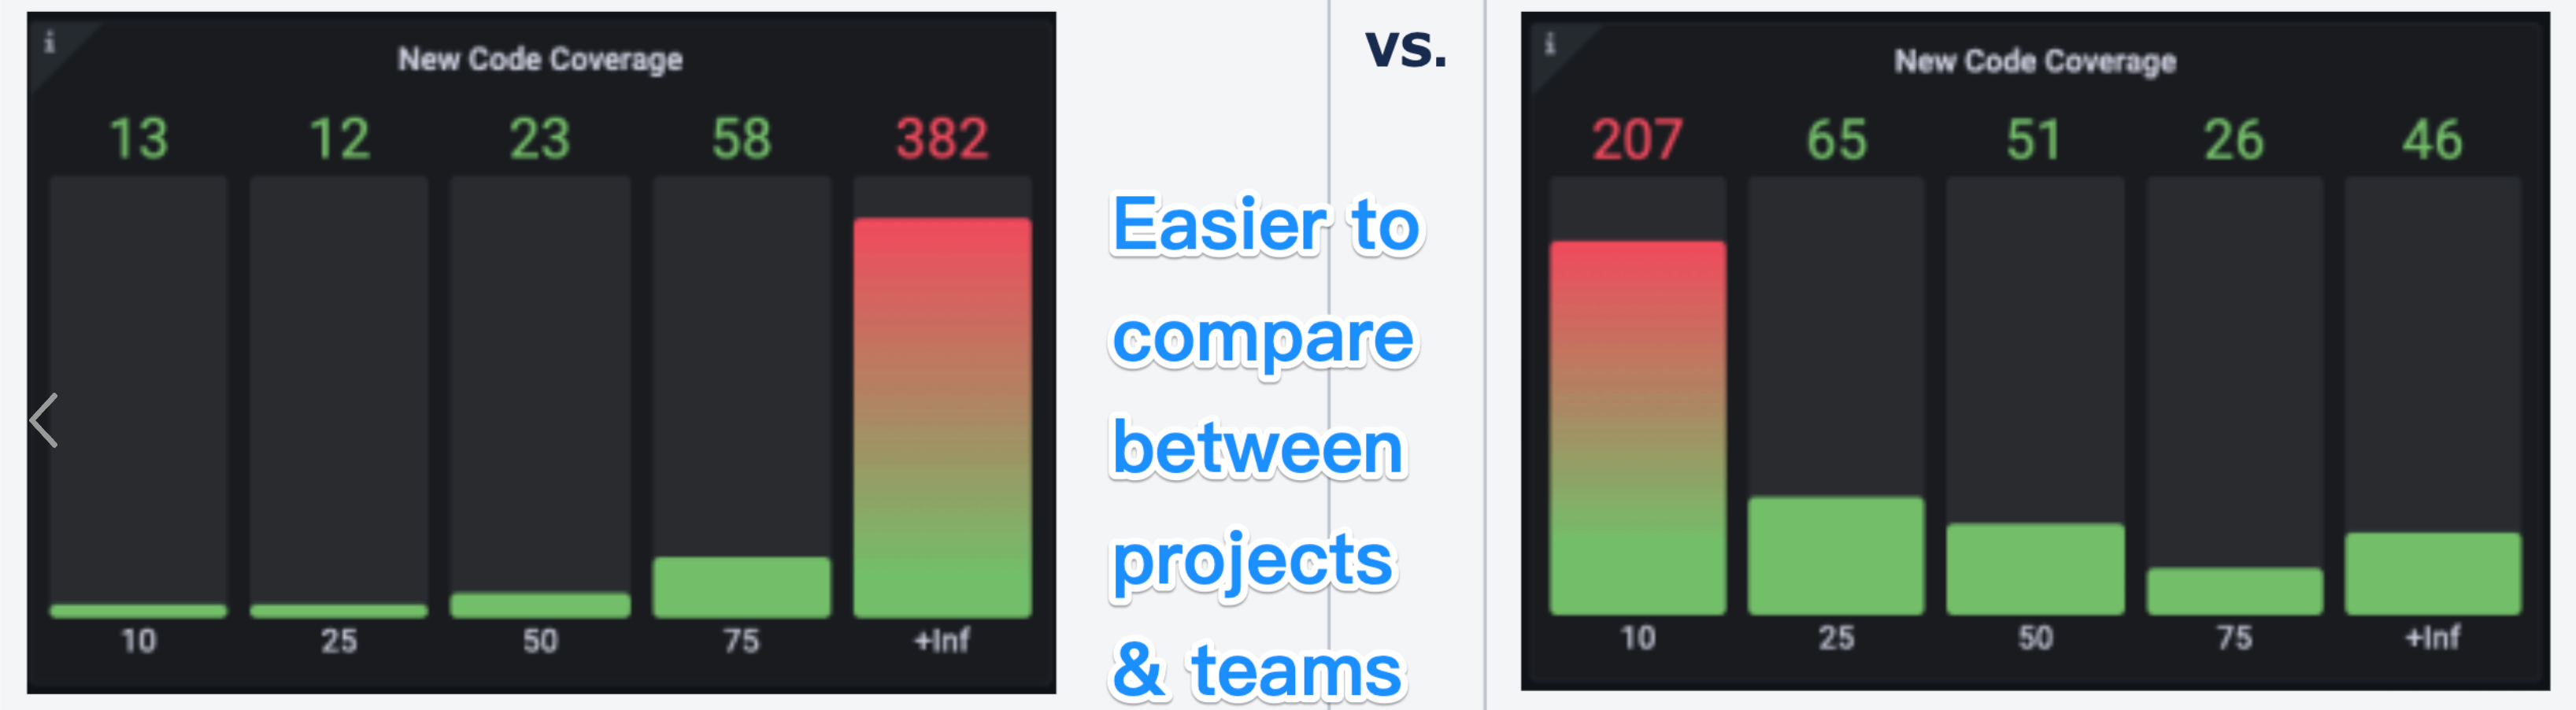 i
New Code Coverage
13 12 23 58 382
10 25 50 75 +Inf
vs.
Easier to
compare
between
projects
& teams
i
New Code Coverage
207 65 51 26 46
10 25 50 75 +Inf